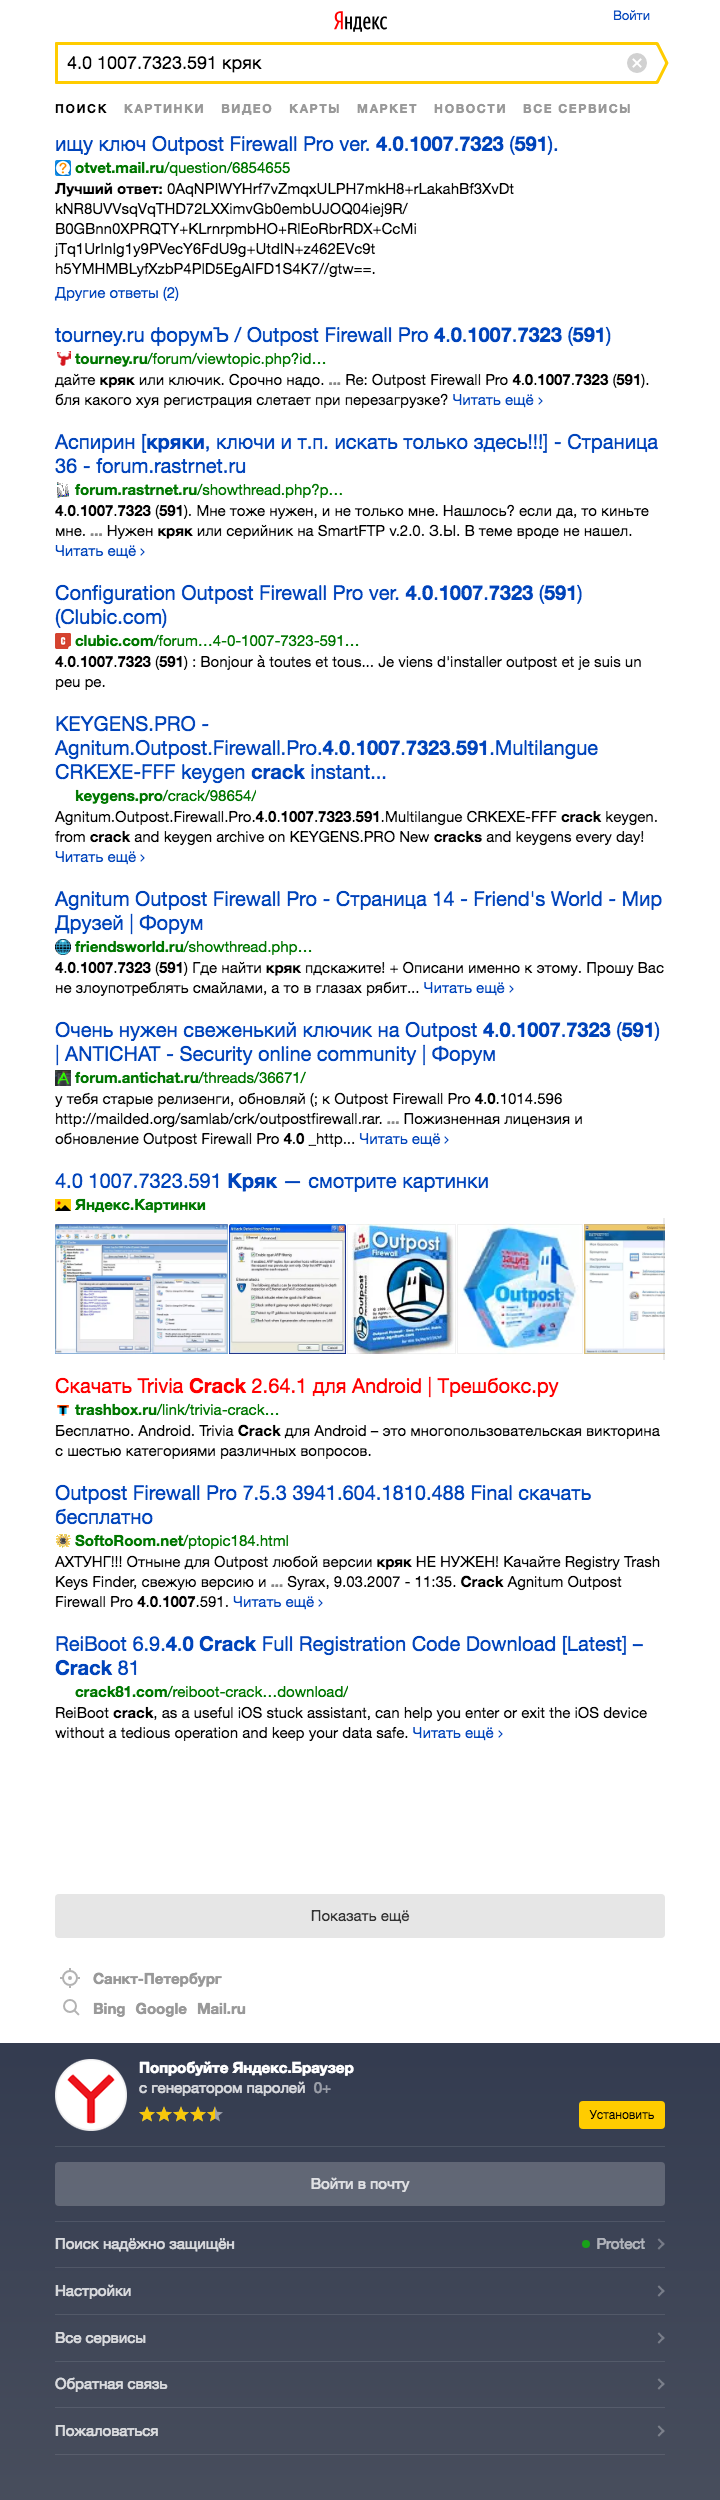 Яндекс
Войти
4.0 1007.7323.591 кряк
ПОИСК КАРТИНКИ ВИДЕО КАРТЫ МАРКЕТ НОВОСТИ ВСЕ СЕРВИСЫ
ищу ключ Outpost Firewall Pro ver. 4.0.1007.7323 (591).
otvet.mail.ru/question/6854655
Лучший ответ: 0AqNPlWYHrf7vZmqxULPH7mkH8+rLakahBf3XvDt
kNR8UVVsqVqTHD72LXXimvGb0embUJOQ04iej9R/
B0GBnn0XPRQTY+KLrnrpmbHO+RlEoRbrRDX+CcMi
jTq1UrInIg1y9PVecY6FdU9g+UtdlN+z462EVc9t
h5YMHMBLyfXzbP4PlD5EgAlFD1S4K7//gtw==.
Другие ответы (2)
tourney.ru форумЪ / Outpost Firewall Pro 4.0.1007.7323 (591)
tourney.ru/forum/viewtopic.php?id...
дайте кряк или ключик. Срочно надо. ... Re: Outpost Firewall Pro 4.0.1007.7323 (591).
бля какого хуя регистрация слетает при перезагрузке? Читать ещё ›
Аспирин [кряки, ключи и т.п. искать только здесь!!!] - Страница
36 - forum.rastrnet.ru
forum.rastrnet.ru/showthread.php?p...
4.0.1007.7323 (591). Мне тоже нужен, и не только мне. Нашлось? если да, то киньте
мне. ... Нужен кряк или серийник на SmartFTP v.2.0. З.Ы. В теме вроде не нашел.
Читать ещё ›
Configuration Outpost Firewall Pro ver. 4.0.1007.7323 (591)
(Clubic.com)
clubic.com/forum...4-0-1007-7323-591...
4.0.1007.7323 (591) : Bonjour à toutes et tous... Je viens d'installer outpost et je suis un
peu pe.
KEYGENS.PRO -
Agnitum.Outpost.Firewall.Pro.4.0.1007.7323.591.Multilangue
CRKEXE-FFF keygen crack instant...
keygens.pro/crack/98654/
Agnitum.Outpost.Firewall.Pro.4.0.1007.7323.591.Multilangue CRKEXE-FFF crack keygen.
from crack and keygen archive on KEYGENS.PRO New cracks and keygens every day!
Читать ещё ›
Agnitum Outpost Firewall Pro - Страница 14 - Friend's World - Мир
Друзей | Форум
friendsworld.ru/showthread.php...
4.0.1007.7323 (591) Где найти кряк пдскажите! + Описани именно к этому. Прошу Вас
не злоупотреблять смайлами, а то в глазах рябит... Читать ещё ›
Очень нужен свеженький ключик на Outpost 4.0.1007.7323 (591)
| ANTICHAT - Security online community | Форум
forum.antichat.ru/threads/36671/
у тебя старые релизенги, обновляй (; к Outpost Firewall Pro 4.0.1014.596
http://mailded.org/samlab/crk/outpostfirewall.rar. ... Пожизненная лицензия и
обновление Outpost Firewall Pro 4.0 _http... Читать ещё ›
4.0 1007.7323.591 Кряк — смотрите картинки
Яндекс.Картинки
Outpost
Firewall
Outpost
Скачать Trivia Crack 2.64.1 для Android | Трешбокс.ру
trashbox.ru/link/trivia-crack...
Бесплатно. Android. Trivia Crack для Android – это многопользовательская викторина
с шестью категориями различных вопросов.
Outpost Firewall Pro 7.5.3 3941.604.1810.488 Final скачать
бесплатно
SoftoRoom.net/ptopic184.html
АХТУНГ!!! Отныне для Outpost любой версии кряк НЕ НУЖЕН! Качайте Registry Trash
Keys Finder, свежую версию и ... Syrax, 9.03.2007 - 11:35. Crack Agnitum Outpost
Firewall Pro 4.0.1007.591. Читать ещё ›
ReiBoot 6.9.4.0 Crack Full Registration Code Download [Latest] –
Crack 81
crack81.com/reiboot-crack...download/
ReiBoot crack, as a useful iOS stuck assistant, can help you enter or exit the iOS device
without a tedious operation and keep your data safe. Читать ещё ›
Показать ещё
Санкт-Петербург
Bing Google Mail.ru
Попробуйте Яндекс.Браузер
с генератором паролей 0+
Установить
Войти в почту
Поиск надёжно защищён
Protect
Настройки
Все сервисы
Обратная связь
Пожаловаться